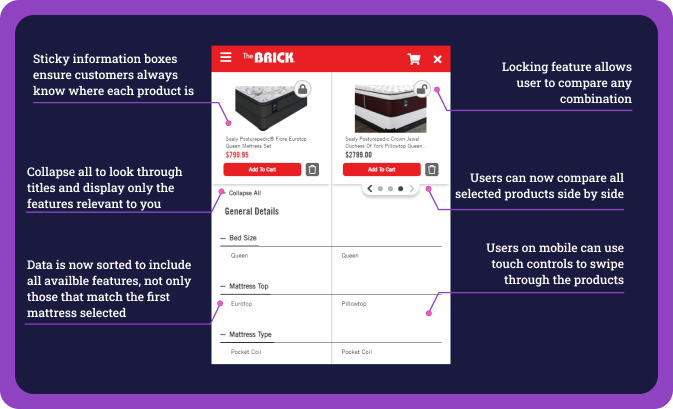 Sticky information boxes
ensure customers always
know where each product is
Collapse all to look through
titles and display only the
features relevant to you
Data is now sorted to include
all availble features, not only
those that match the first
mattress selected
The BRICK.
Sealy Posturepedic® Fiore Eurotop
Queen Mattress Set
$799.95
Add To Cart
Sealy Posturepedic Crown Jewel
Duchess Of York Pillowtop Queen...
$2799.00
Add To Cart
— Collapse All
General Details
— Bed Size
Queen
Queen
— Mattress Top
Eurotop
Pillowtop
— Mattress Type
Pocket Coil
Pocket Coil
Locking feature allows
user to compare any
combination
Users can now compare all
selected products side by side
Users on mobile can use
touch controls to swipe
through the products